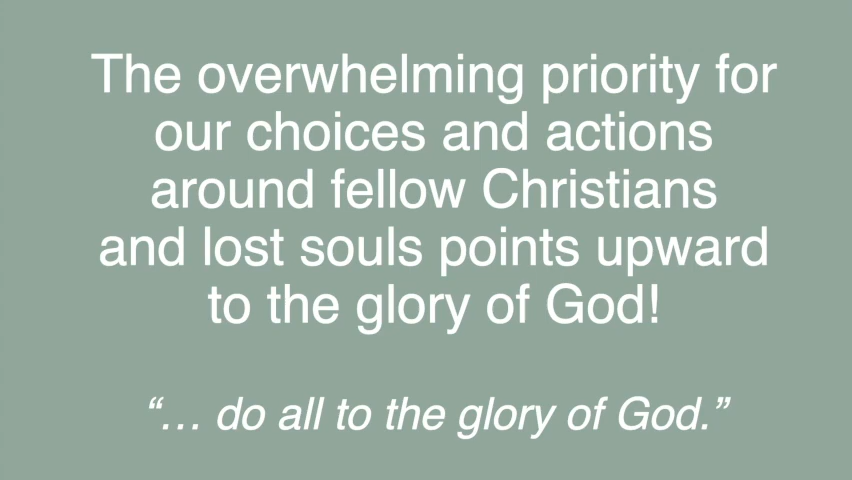 The overwhelming priority for
our choices and actions
around fellow Christians
and lost souls points upward
to the glory of God!
“… do all to the glory of God.”